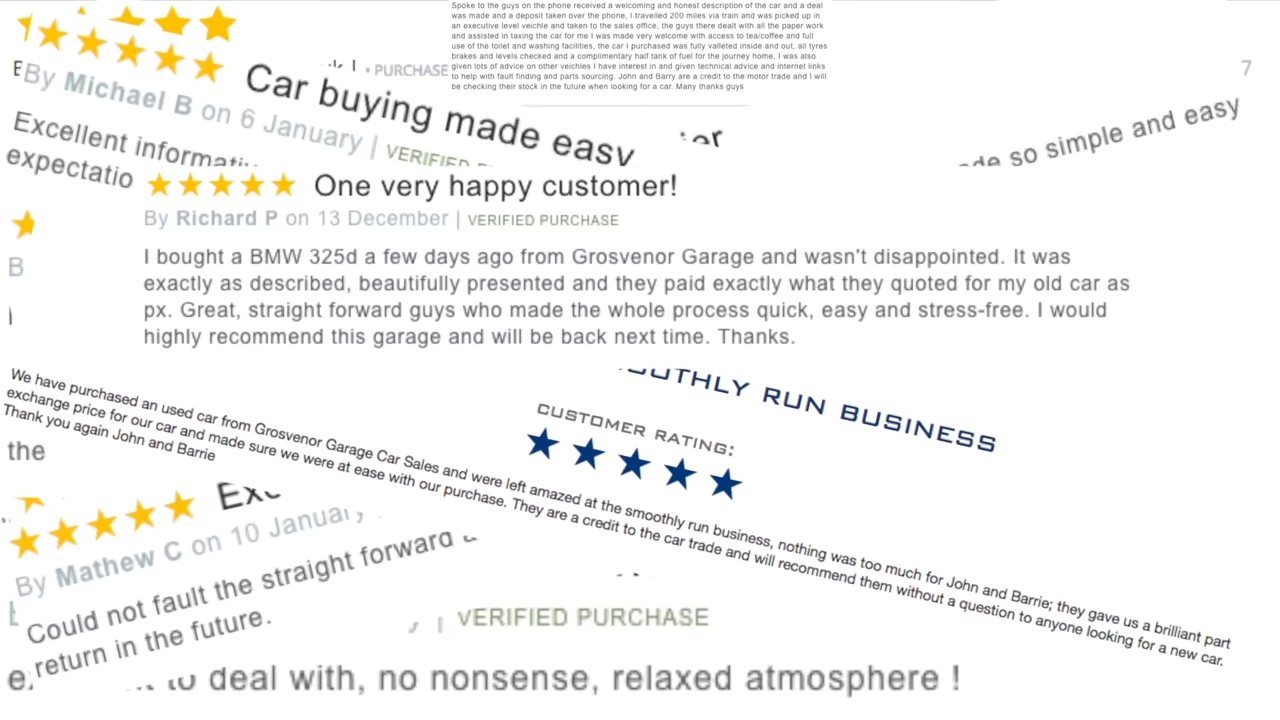 Spoke to the guys on the phone received a welcoming and honest description of the car and a deal
was made and a deposit taken over the phone, I travelled 200 miles via train and was picked up in
an executive level veichle and taken to the sales office, the guys there dealt with all the paper work
and assisted in taxing the car for me I was made very welcome with access to tea/coffee and full
use of the toilet and washing facilities, the car I purchased was fully valleted inside and out, all tyres
brakes and levels checked and a complimentary half tank of fuel for the journey home, I was also
given lots of advice on other veichles I have interest in and given technical advice and internet links
to help with fault finding and parts sourcing. John and Barry are a credit to the motor trade and I will
be checking their stock in the future when looking for a car. Many thanks guys
PURCHASE
7
Car buying made easy
By Michael B on 6 January | VERIFIED
Excellent
so simple and easy
One very happy customer!
By Richard P on 13 December | VERIFIED PURCHASE
I bought a BMW 325d a few days ago from Grosvenor Garage and wasn't disappointed. It was
exactly as described, beautifully presented and they paid exactly what they quoted for my old car as
px. Great, straight forward guys who made the whole process quick, easy and stress-free. I would
highly recommend this garage and will be back next time. Thanks.
RUN BUSINESS
CUSTOMER RATING:
We have purchased an used car from Grosvenor Garage Car Sales and were left amazed at the smoothly run business, nothing was too much for John and Barrie; they gave us a brilliant part
exchange price for our car and made sure we were at ease with our purchase. They are a credit to the car trade and will recommend them without a question to anyone looking for a new car.
Thank you again John and Barrie
the
By Mathew C on 10
Could not fault the straight forward
return in the future.
VERIFIED PURCHASE
deal with, no nonsense, relaxed atmosphere !